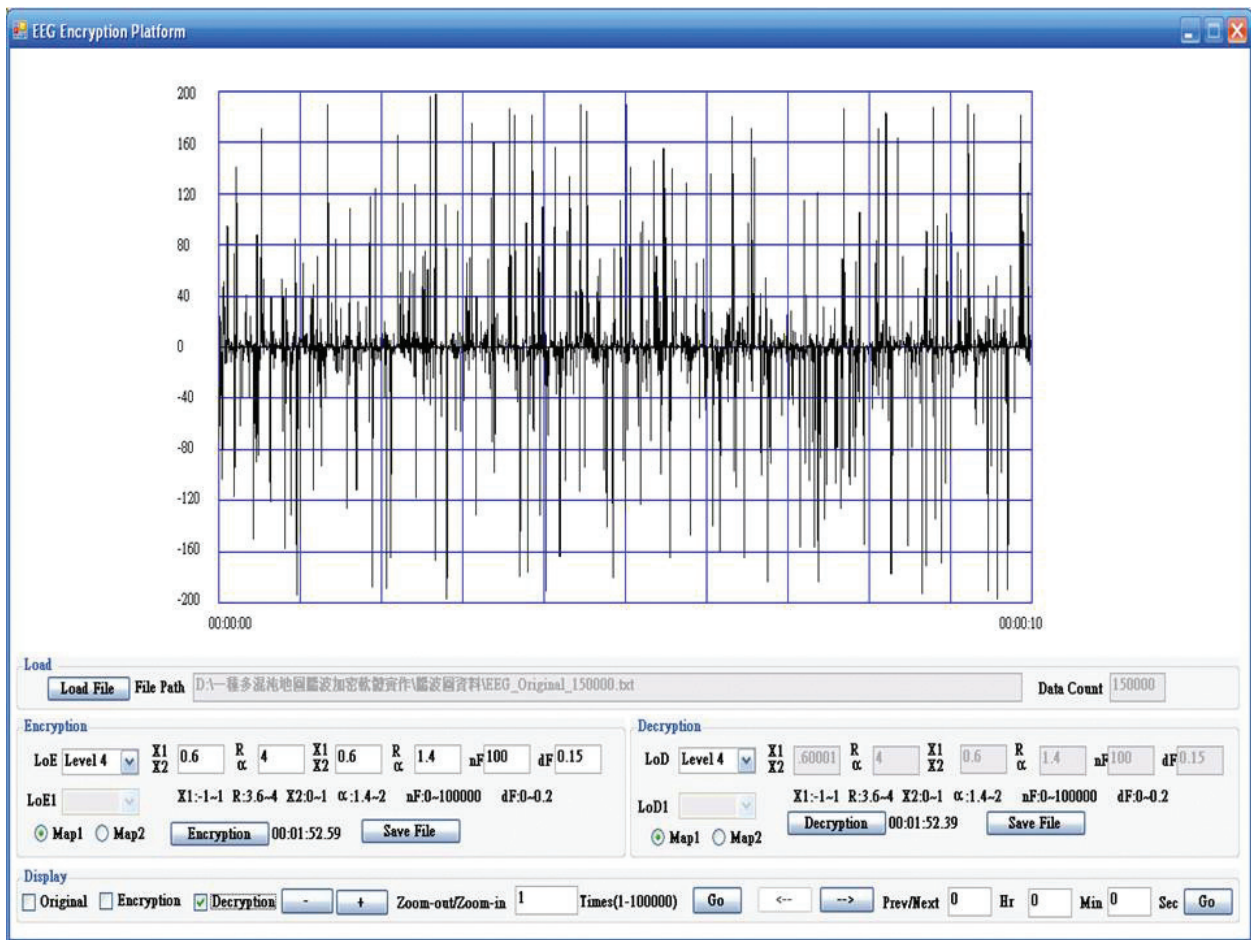 EEG Encryption Platform
200
160
120
80
40
0
-40
-80
-120
-160
-200
00:00:00 00:00:10
Load
Load File File Path D:\一種多混沌地圖腦波加密軟體實作\腦波圖資料\EEG_Original_150000.txt Data Count 150000
Encryption
LoE Level 4 X1 X2 0.6 R α 4 X1 X2 0.6 R α 1.4 nF 100 dF 0.15
LoE1 X1:-1~1 R:3.6~4 X2:0~1 α:1.4~2 nF:0~100000 dF:0~0.2
Map1 Map2 Encryption 00:01:52.59 Save File
Decryption
LoD Level 4 X1 X2 .60001 R α 4 X1 X2 0.6 R α 1.4 nF 100 dF 0.15
LoD1 X1:-1~1 R:3.6~4 X2:0~1 α:1.4~2 nF:0~100000 dF:0~0.2
Map1 Map2 Decryption 00:01:52.39 Save File
Display
Original Encryption Decryption - + Zoom-out/Zoom-in 1 Times(1-100000) Go <-- --> Prev/Next 0 Hr 0 Min 0 Sec Go